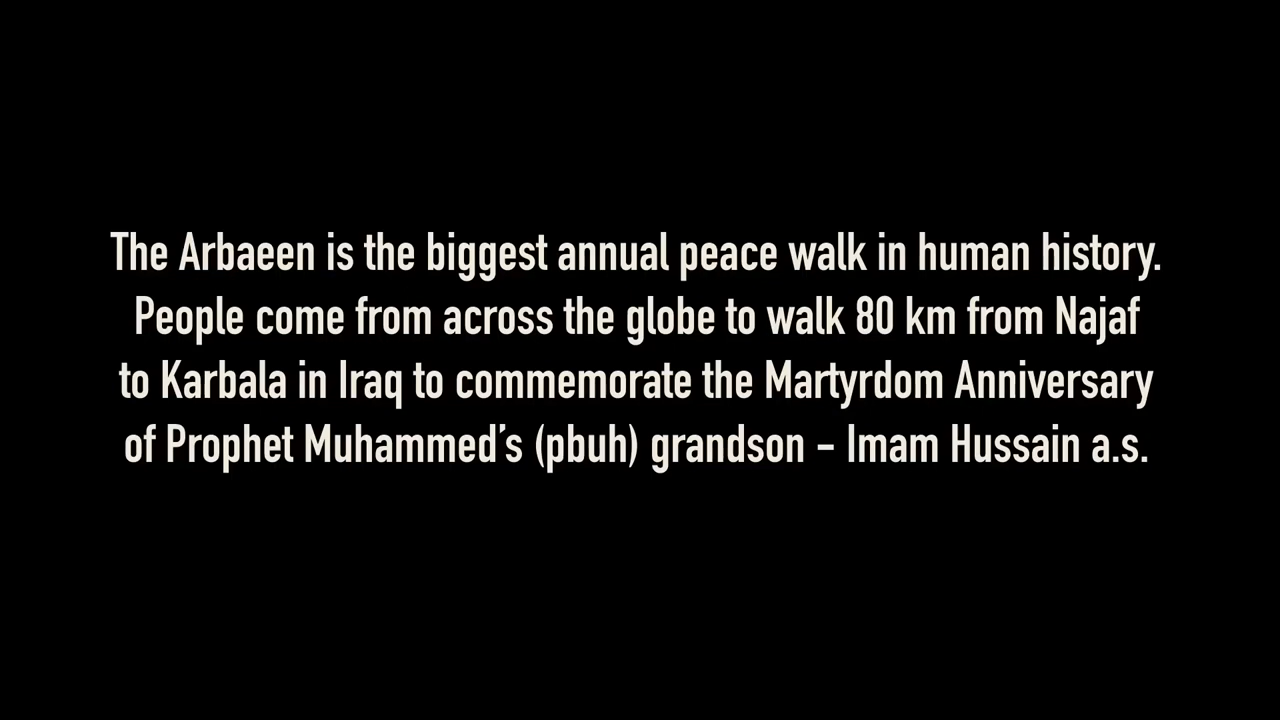 The Arbaeen is the biggest annual peace walk in human history.
People come from across the globe to walk 80 km from Najaf
to Karbala in Iraq to commemorate the Martyrdom Anniversary
of Prophet Muhammed’s (pbuh) grandson - Imam Hussain a.s.